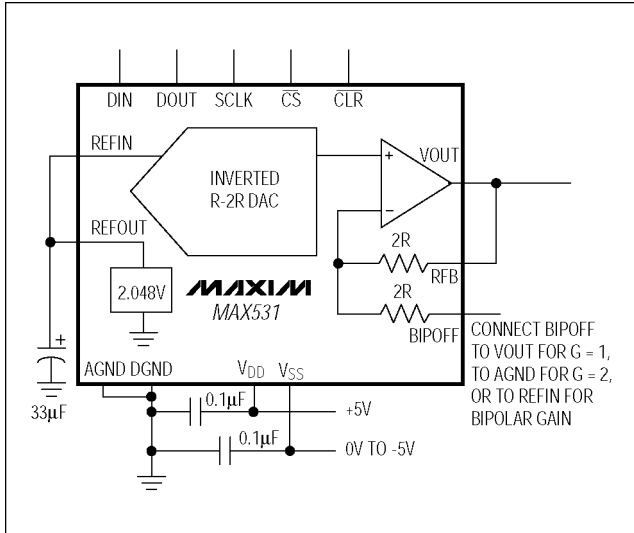 DIN DOUT SCLK CS CLR
REFIN
VOUT
INVERTED
R-2R DAC
REFOUT
2R
RFB
2.048V
MAXIM
MAX531
2R
BIPOFF
CONNECT BIPOFF
TO VOUT FOR G = 1,
TO AGND FOR G = 2,
OR TO REFIN FOR
BIPOLAR GAIN
+
-
+
33µF
AGND DGND VDD VSS
0.1µF
+5V
0.1µF
0V TO -5V